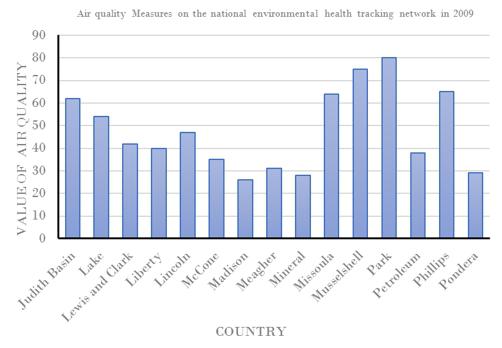 Air quality Measures on the national environmental health tracking network in 2009
VALUE OF AIR QUALITY
90
80
70
60
50
40
30
20
10
0
Judith Basin
Lake
Lewis and Clark
Liberty
Lincoln
McCone
Madison
Meagher
Mineral
Missoula
Musselshell
Park
Petroleum
Phillips
Pondera
COUNTRY